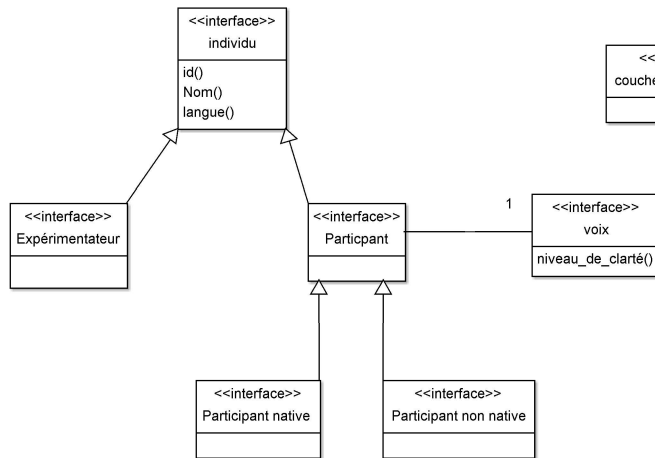 <<interface>>
individu
id()
Nom()
langue()
<<
couche
<<interface>>
Expérimentateur
<<interface>>
Particpant
1
<<interface>>
voix
niveau_de_clarté()
<<interface>>
Participant native
<<interface>>
Participant non native